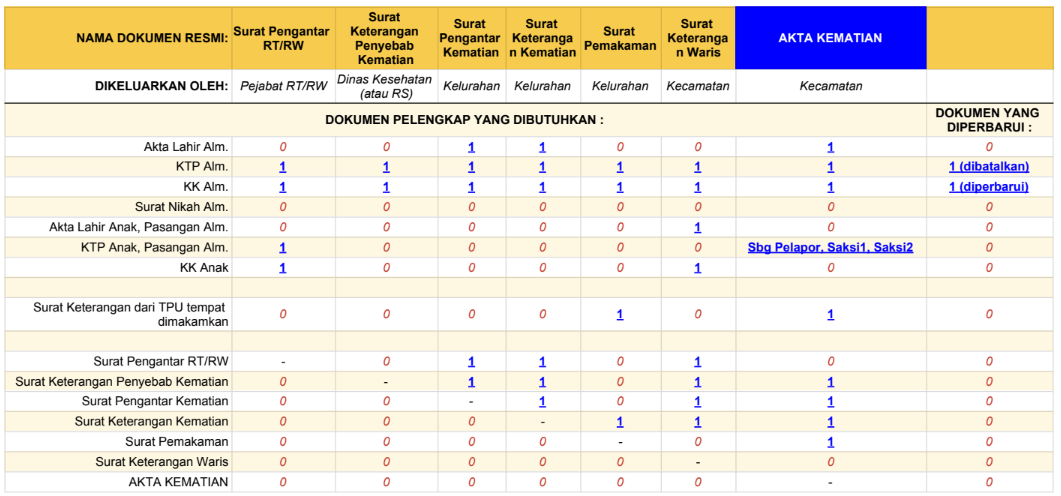 NAMA DOKUMEN RESMI: Surat Pengantar RT/RW Surat Keterangan Penyebab Kematian Surat Pengantar Kematian Surat Keteranga n Kematian Surat Pemakaman Surat Keteranga n Waris AKTA KEMATIAN
DIKELUARKAN OLEH: Pejabat RT/RW Dinas Kesehatan (atau RS) Kelurahan Kelurahan Kelurahan Kecamatan Kecamatan
DOKUMEN PELENGKAP YANG DIBUTUHKAN : DOKUMEN YANG DIPERBARUI :
Akta Lahir Alm. 0 0 1 1 0 0 1 0
KTP Alm. 1 1 1 1 1 1 1 1 (dibatalkan)
KK Alm. 1 1 1 1 1 1 1 1 (diperbarui)
Surat Nikah Alm. 0 0 0 0 0 0 0 0
Akta Lahir Anak, Pasangan Alm. 0 0 0 0 0 1 0 0
KTP Anak, Pasangan Alm. 1 0 0 0 0 0 Sbg Pelapor, Saksi1, Saksi2 0
KK Anak 1 0 0 0 0 1 0 0
Surat Keterangan dari TPU tempat dimakamkan 0 0 0 0 1 0 1 0
Surat Pengantar RT/RW - 0 1 1 0 1 0 0
Surat Keterangan Penyebab Kematian 0 - 1 1 0 1 1 0
Surat Pengantar Kematian 0 0 - 1 0 1 1 0
Surat Keterangan Kematian 0 0 0 - 1 1 1 0
Surat Pemakaman 0 0 0 0 - 0 1 0
Surat Keterangan Waris 0 0 0 0 0 - 0 0
AKTA KEMATIAN 0 0 0 0 0 0 - 0